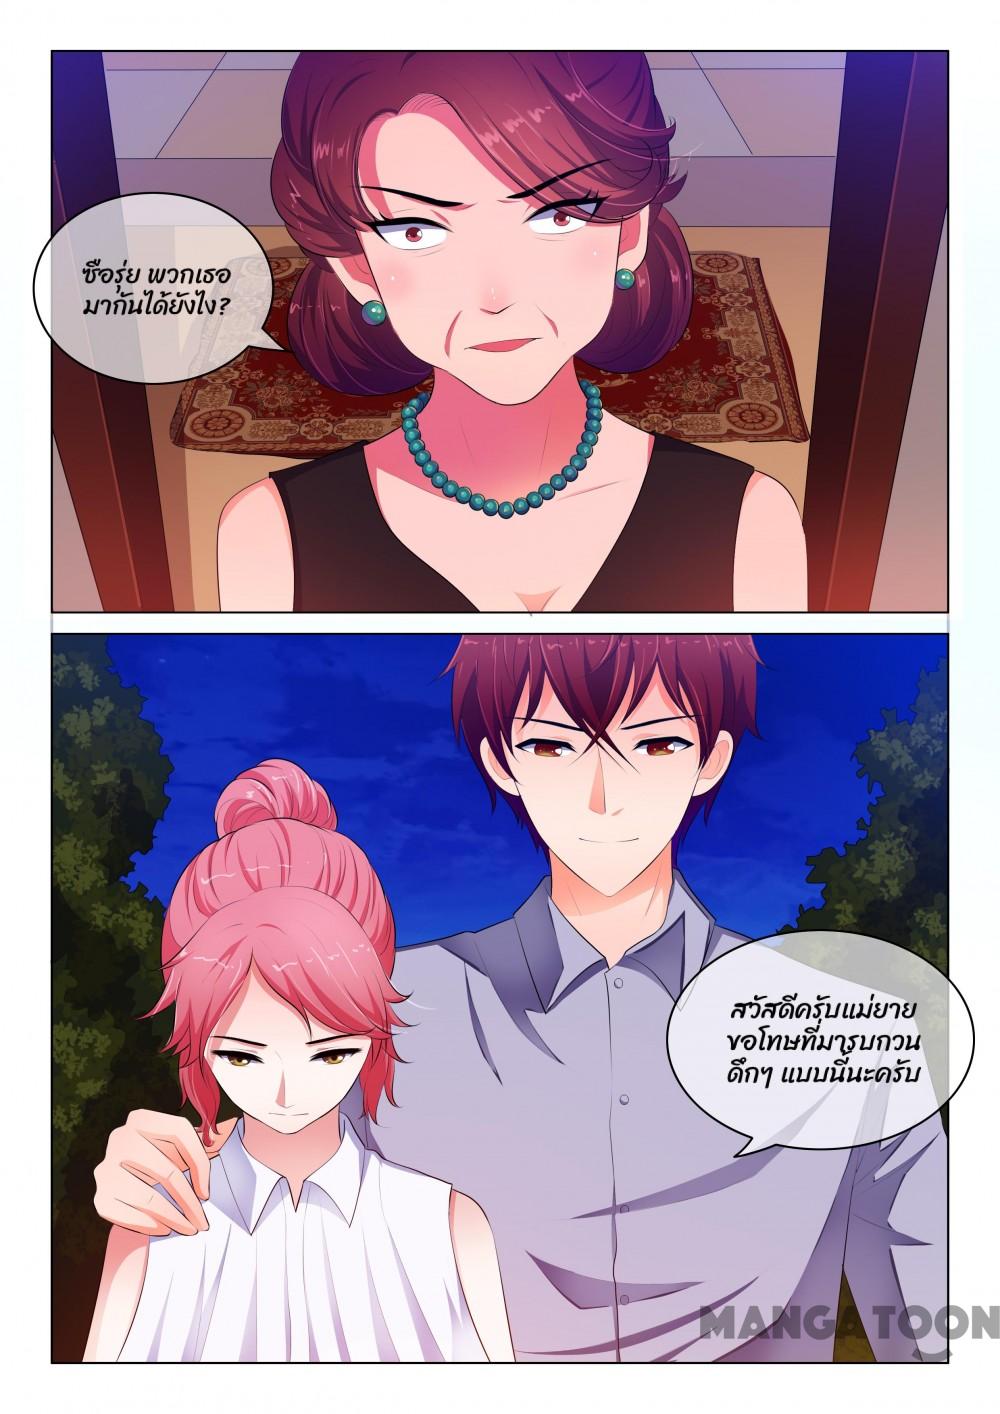 ซือรุ่ย พวกเธอ
มากันได้ยังไง?
สวัสดีครับแม่ยาย
ขอโทษที่มารบกวน
ดึกๆ แบบนี้นะครับ
MANGATOON